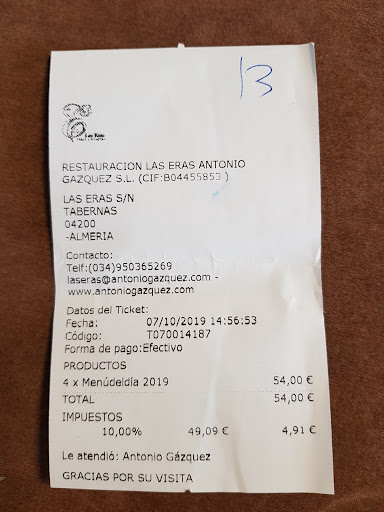 13
Las Eras
RESTAURACION LAS ERAS ANTONIO
GAZQUEZ S.L. (CIF:B04455853 )
LAS ERAS S/N
TABERNAS
04200
-ALMERIA
Contacto:
Telf:(034)950365269
laseras@antoniogazquez.com -
www.antoniogazquez.com
Datos del Ticket:
Fecha: 07/10/2019 14:56:53
Código: T070014187
Forma de pago:Efectivo
PRODUCTOS
4 x Menúdeldía 2019 54,00 €
TOTAL 54,00 €
IMPUESTOS
10,00% 49,09 € 4,91 €
Le atendió: Antonio Gázquez
GRACIAS POR SU VISITA